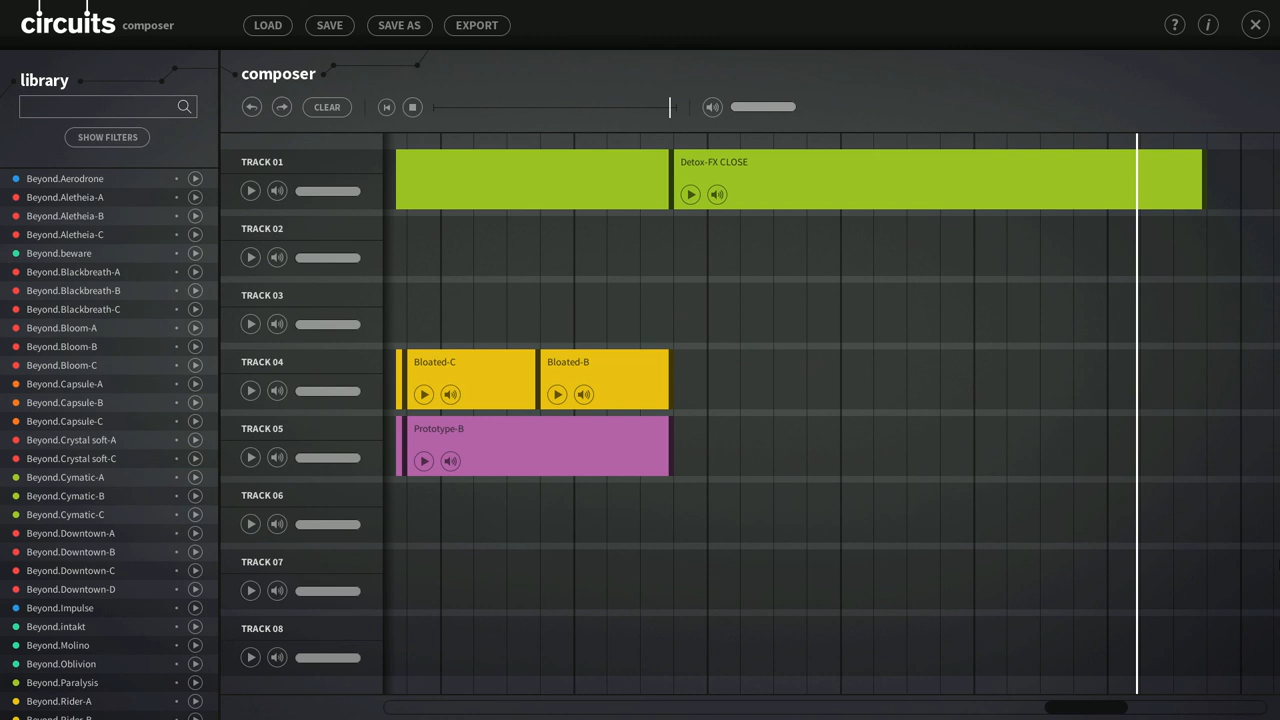 circuits composer
LOAD
SAVE
SAVE AS
EXPORT
? i
library
SHOW FILTERS
Beyond.Aerodrone
Beyond.Aletheia-A
Beyond.Aletheia-B
Beyond.Aletheia-C
Beyond.beware
Beyond.Blackbreath-A
Beyond.Blackbreath-B
Beyond.Blackbreath-C
Beyond.Bloom-A
Beyond.Bloom-B
Beyond.Bloom-C
Beyond.Capsule-A
Beyond.Capsule-B
Beyond.Capsule-C
Beyond.Crystal soft-A
Beyond.Crystal soft-C
Beyond.Cymatic-A
Beyond.Cymatic-B
Beyond.Cymatic-C
Beyond.Downtown-A
Beyond.Downtown-B
Beyond.Downtown-C
Beyond.Downtown-D
Beyond.Impulse
Beyond.intakt
Beyond.Molino
Beyond.Oblivion
Beyond.Paralysis
Beyond.Rider-A
Beyond.Rider-B
composer
CLEAR
TRACK 01
Detox-FX CLOSE
TRACK 02
TRACK 03
TRACK 04
Bloated-C
Bloated-B
TRACK 05
Prototype-B
TRACK 06
TRACK 07
TRACK 08